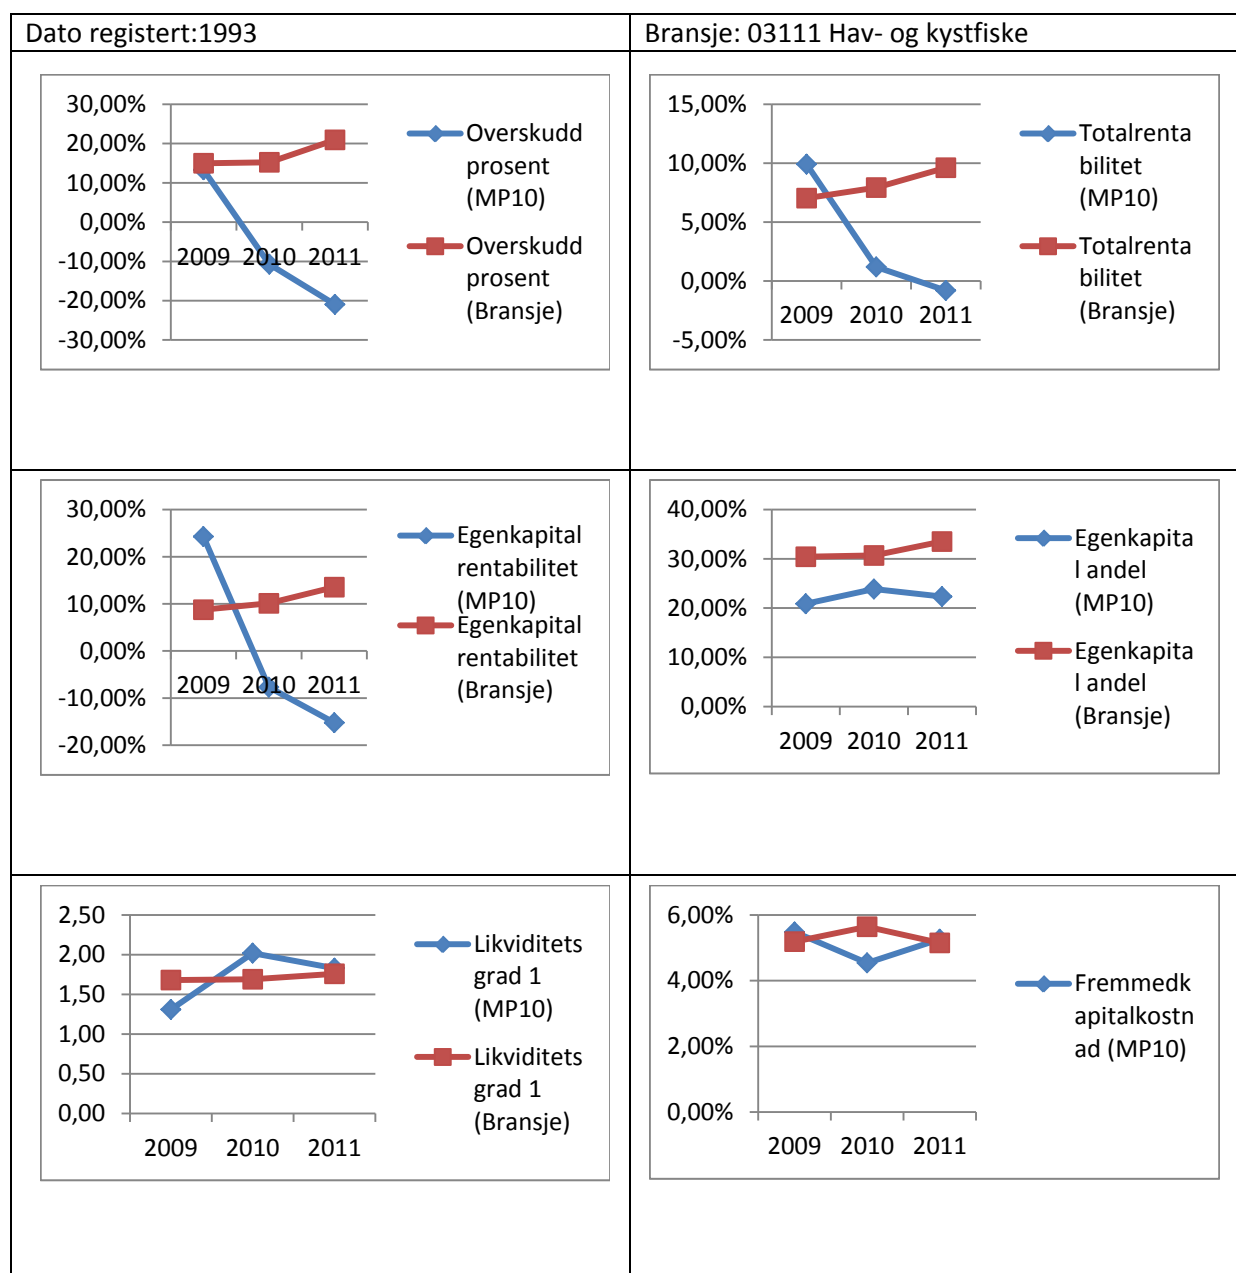 Dato registert:1993
Bransje: 03111 Hav- og kystfiske
30,00%
20,00%
10,00%
0,00%
-10,00%
-20,00%
-30,00%
2009 2010 2011
Overskudd
prosent
(MP10)
Overskudd
prosent
(Bransje)
15,00%
10,00%
5,00%
0,00%
-5,00%
2009 2010 2011
Totalrenta
bilitet
(MP10)
Totalrenta
bilitet
(Bransje)
30,00%
20,00%
10,00%
0,00%
-10,00%
-20,00%
2009 2010 2011
Egenkapital
rentabilitet
(MP10)
Egenkapital
rentabilitet
(Bransje)
40,00%
30,00%
20,00%
10,00%
0,00%
2009 2010 2011
Egenkapita
l andel
(MP10)
Egenkapita
l andel
(Bransje)
2,50
2,00
1,50
1,00
0,50
0,00
2009 2010 2011
Likviditets
grad 1
(MP10)
Likviditets
grad 1
(Bransje)
6,00%
4,00%
2,00%
0,00%
2009 2010 2011
Fremmedk
apitalkostn
ad (MP10)